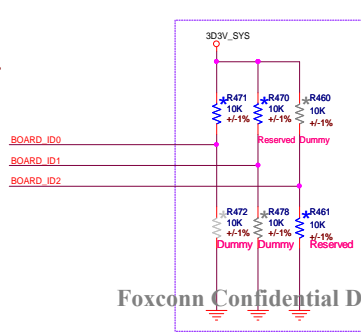 3D3V_SYS
*R471 *R470 *R460
10K 10K 10K
+/-1% +/-1% +/-1%
Reserved Dummy
BOARD_ID0
BOARD_ID1
BOARD_ID2
*R472 *R478 *R461
10K 10K 10K
+/-1% +/-1% +/-1%
Dummy Dummy Reserved
Foxconn Confidential D